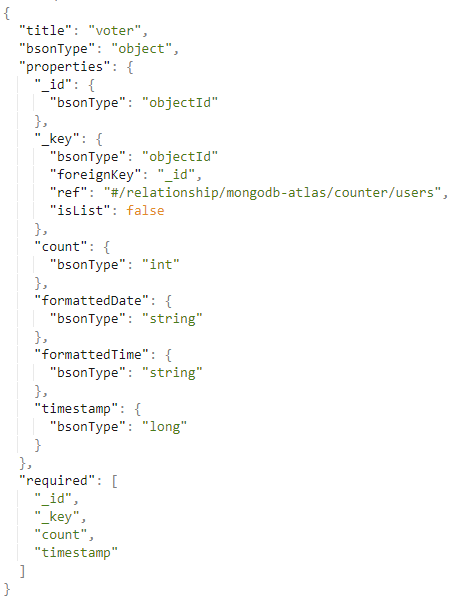 {
  "title": "voter",
  "bsonType": "object",
  "properties": {
    "_id": {
      "bsonType": "objectId"
    },
    "_key": {
      "bsonType": "objectId"
      "foreignKey": "_id",
      "ref": "#/relationship/mongodb-atlas/counter/users",
      "isList": false
    },
    "count": {
      "bsonType": "int"
    },
    "formattedDate": {
      "bsonType": "string"
    },
    "formattedTime": {
      "bsonType": "string"
    },
    "timestamp": {
      "bsonType": "long"
    }
  },
  "required": [
    "_id",
    "_key",
    "count",
    "timestamp"
  ]
}